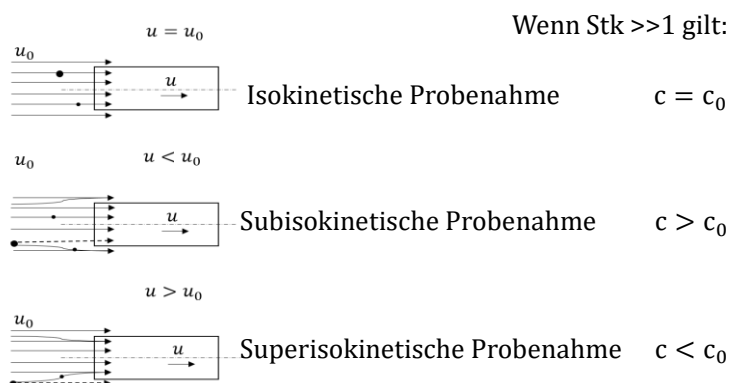 Wenn Stk >>1 gilt:
u = u₀
u₀
u
Isokinetische Probenahme c = c₀
u₀
u < u₀
u
Subisokinetische Probenahme c > c₀
u > u₀
u₀
u
Superisokinetische Probenahme c < c₀